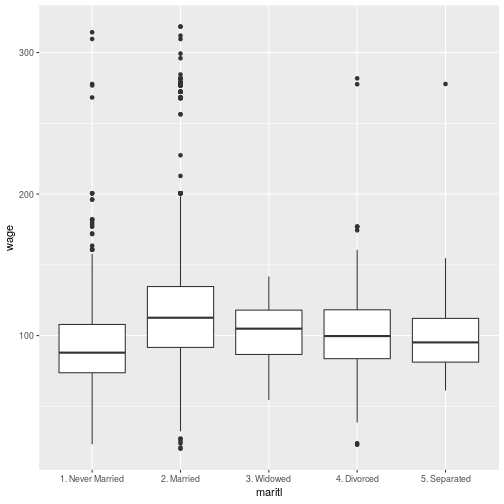 300
200
100
wage
1. Never Married 2. Married 3. Widowed 4. Divorced 5. Separated
maritl